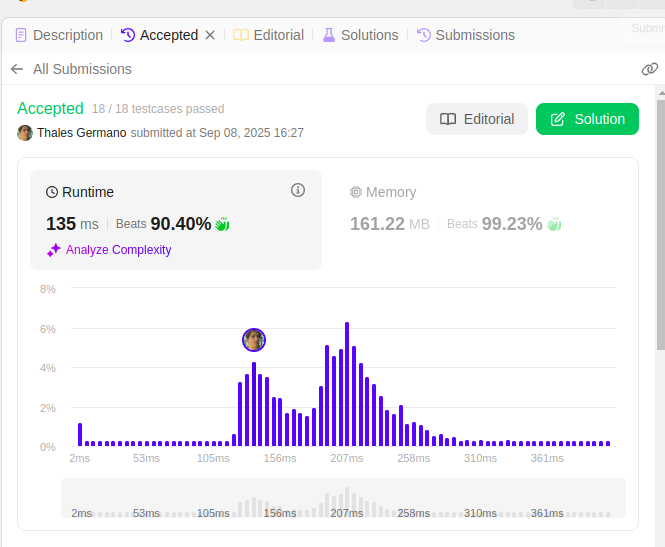 Submi
Description Accepted Editorial Solutions Submissions
All Submissions
Accepted 18 / 18 testcases passed
Thales Germano submitted at Sep 08, 2025 16:27
Editorial Solution
Runtime Memory
135 ms Beats 90.40% 161.22 MB Beats 99.23%
Analyze Complexity
8%
6%
4%
2%
0%
2ms 53ms 105ms 156ms 207ms 258ms 310ms 361ms
2ms 53ms 105ms 156ms 207ms 258ms 310ms 361ms